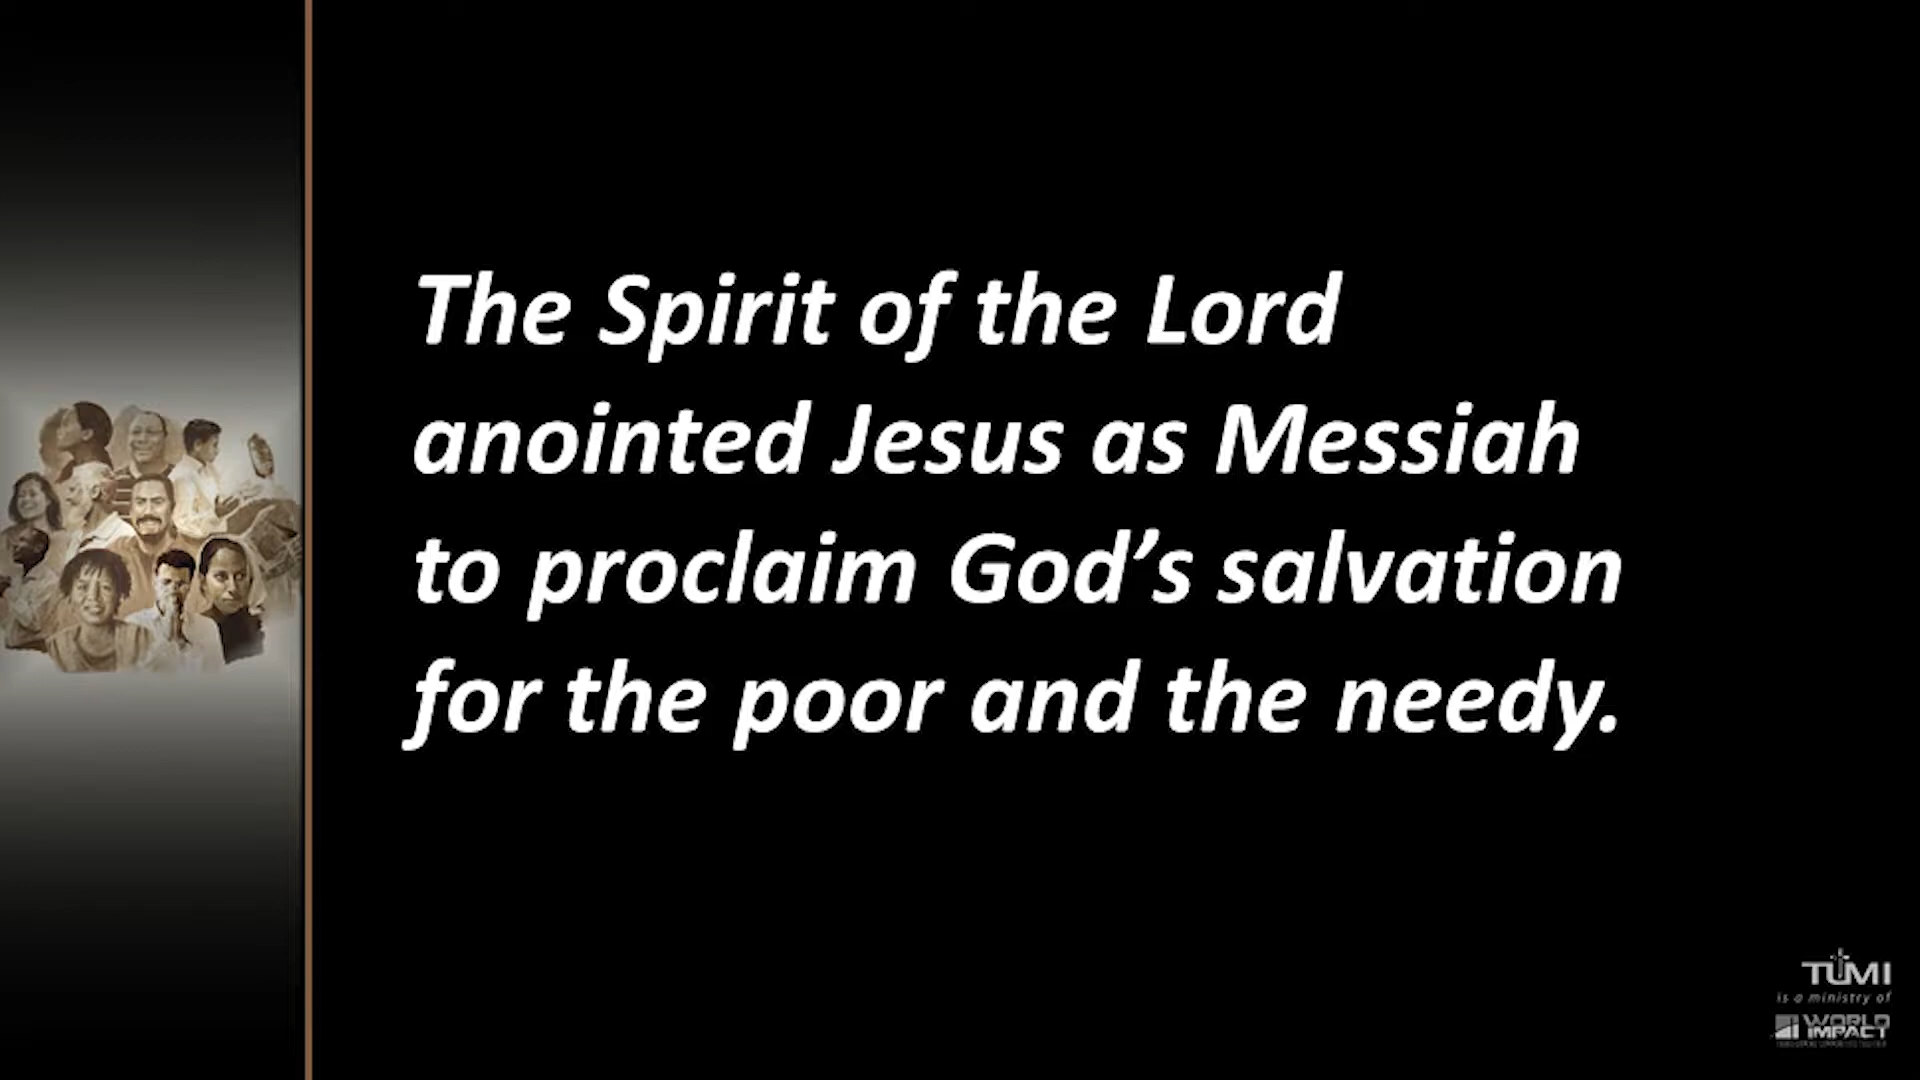 The Spirit of the Lord
anointed Jesus as Messiah
to proclaim God’s salvation
for the poor and the needy.
TUMI
is a ministry of
WORLD
IMPACT